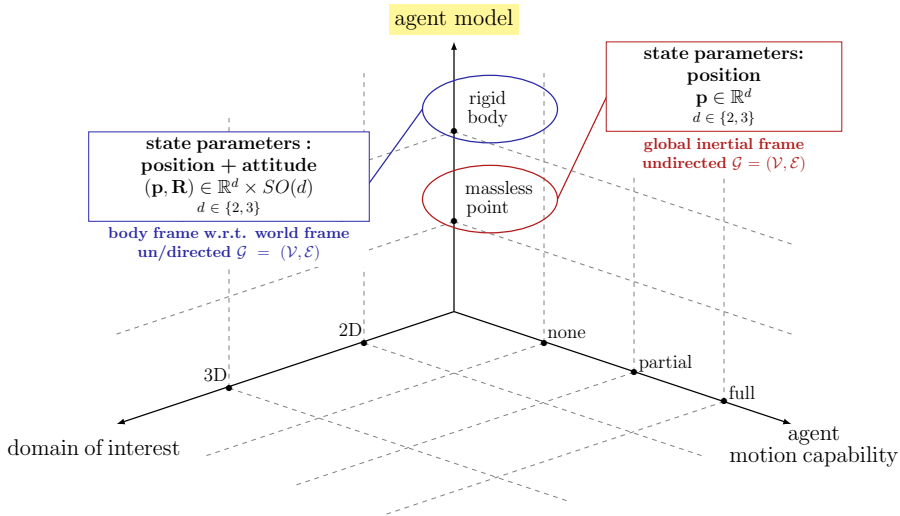 agent model
state parameters:
position
p ∈ ℝ^d
d ∈ {2, 3}
global inertial frame
undirected 𝒢 = (𝒱, ℰ)
rigid
body
state parameters :
position + attitude
(p, R) ∈ ℝ^d × SO(d)
d ∈ {2, 3}
body frame w.r.t. world frame
un/directed 𝒢 = (𝒱, ℰ)
massless
point
2D
3D
domain of interest
none
partial
full
agent
motion capability